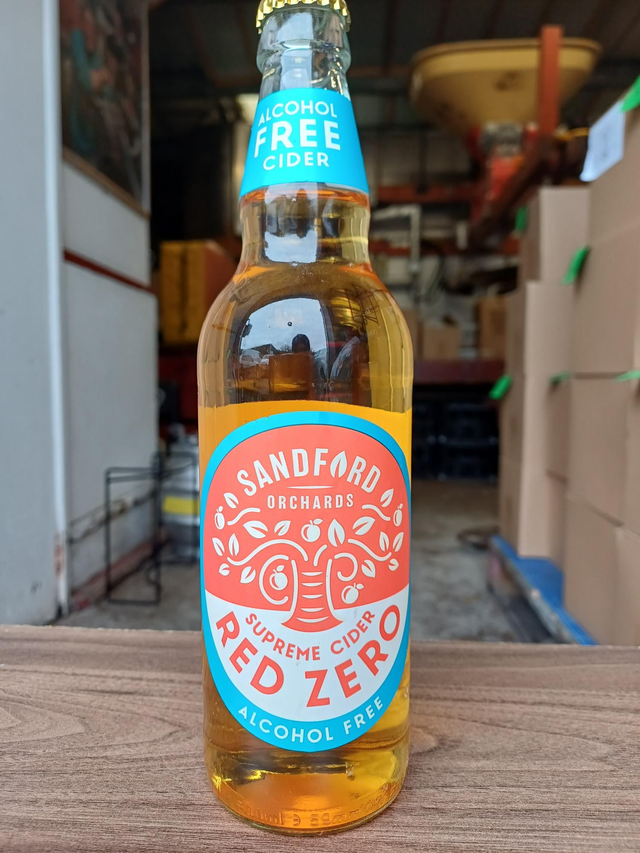 ALCOHOL
FREE
CIDER
SANDFORD
ORCHARDS
SUPREME CIDER
RED ZERO
ALCOHOL FREE